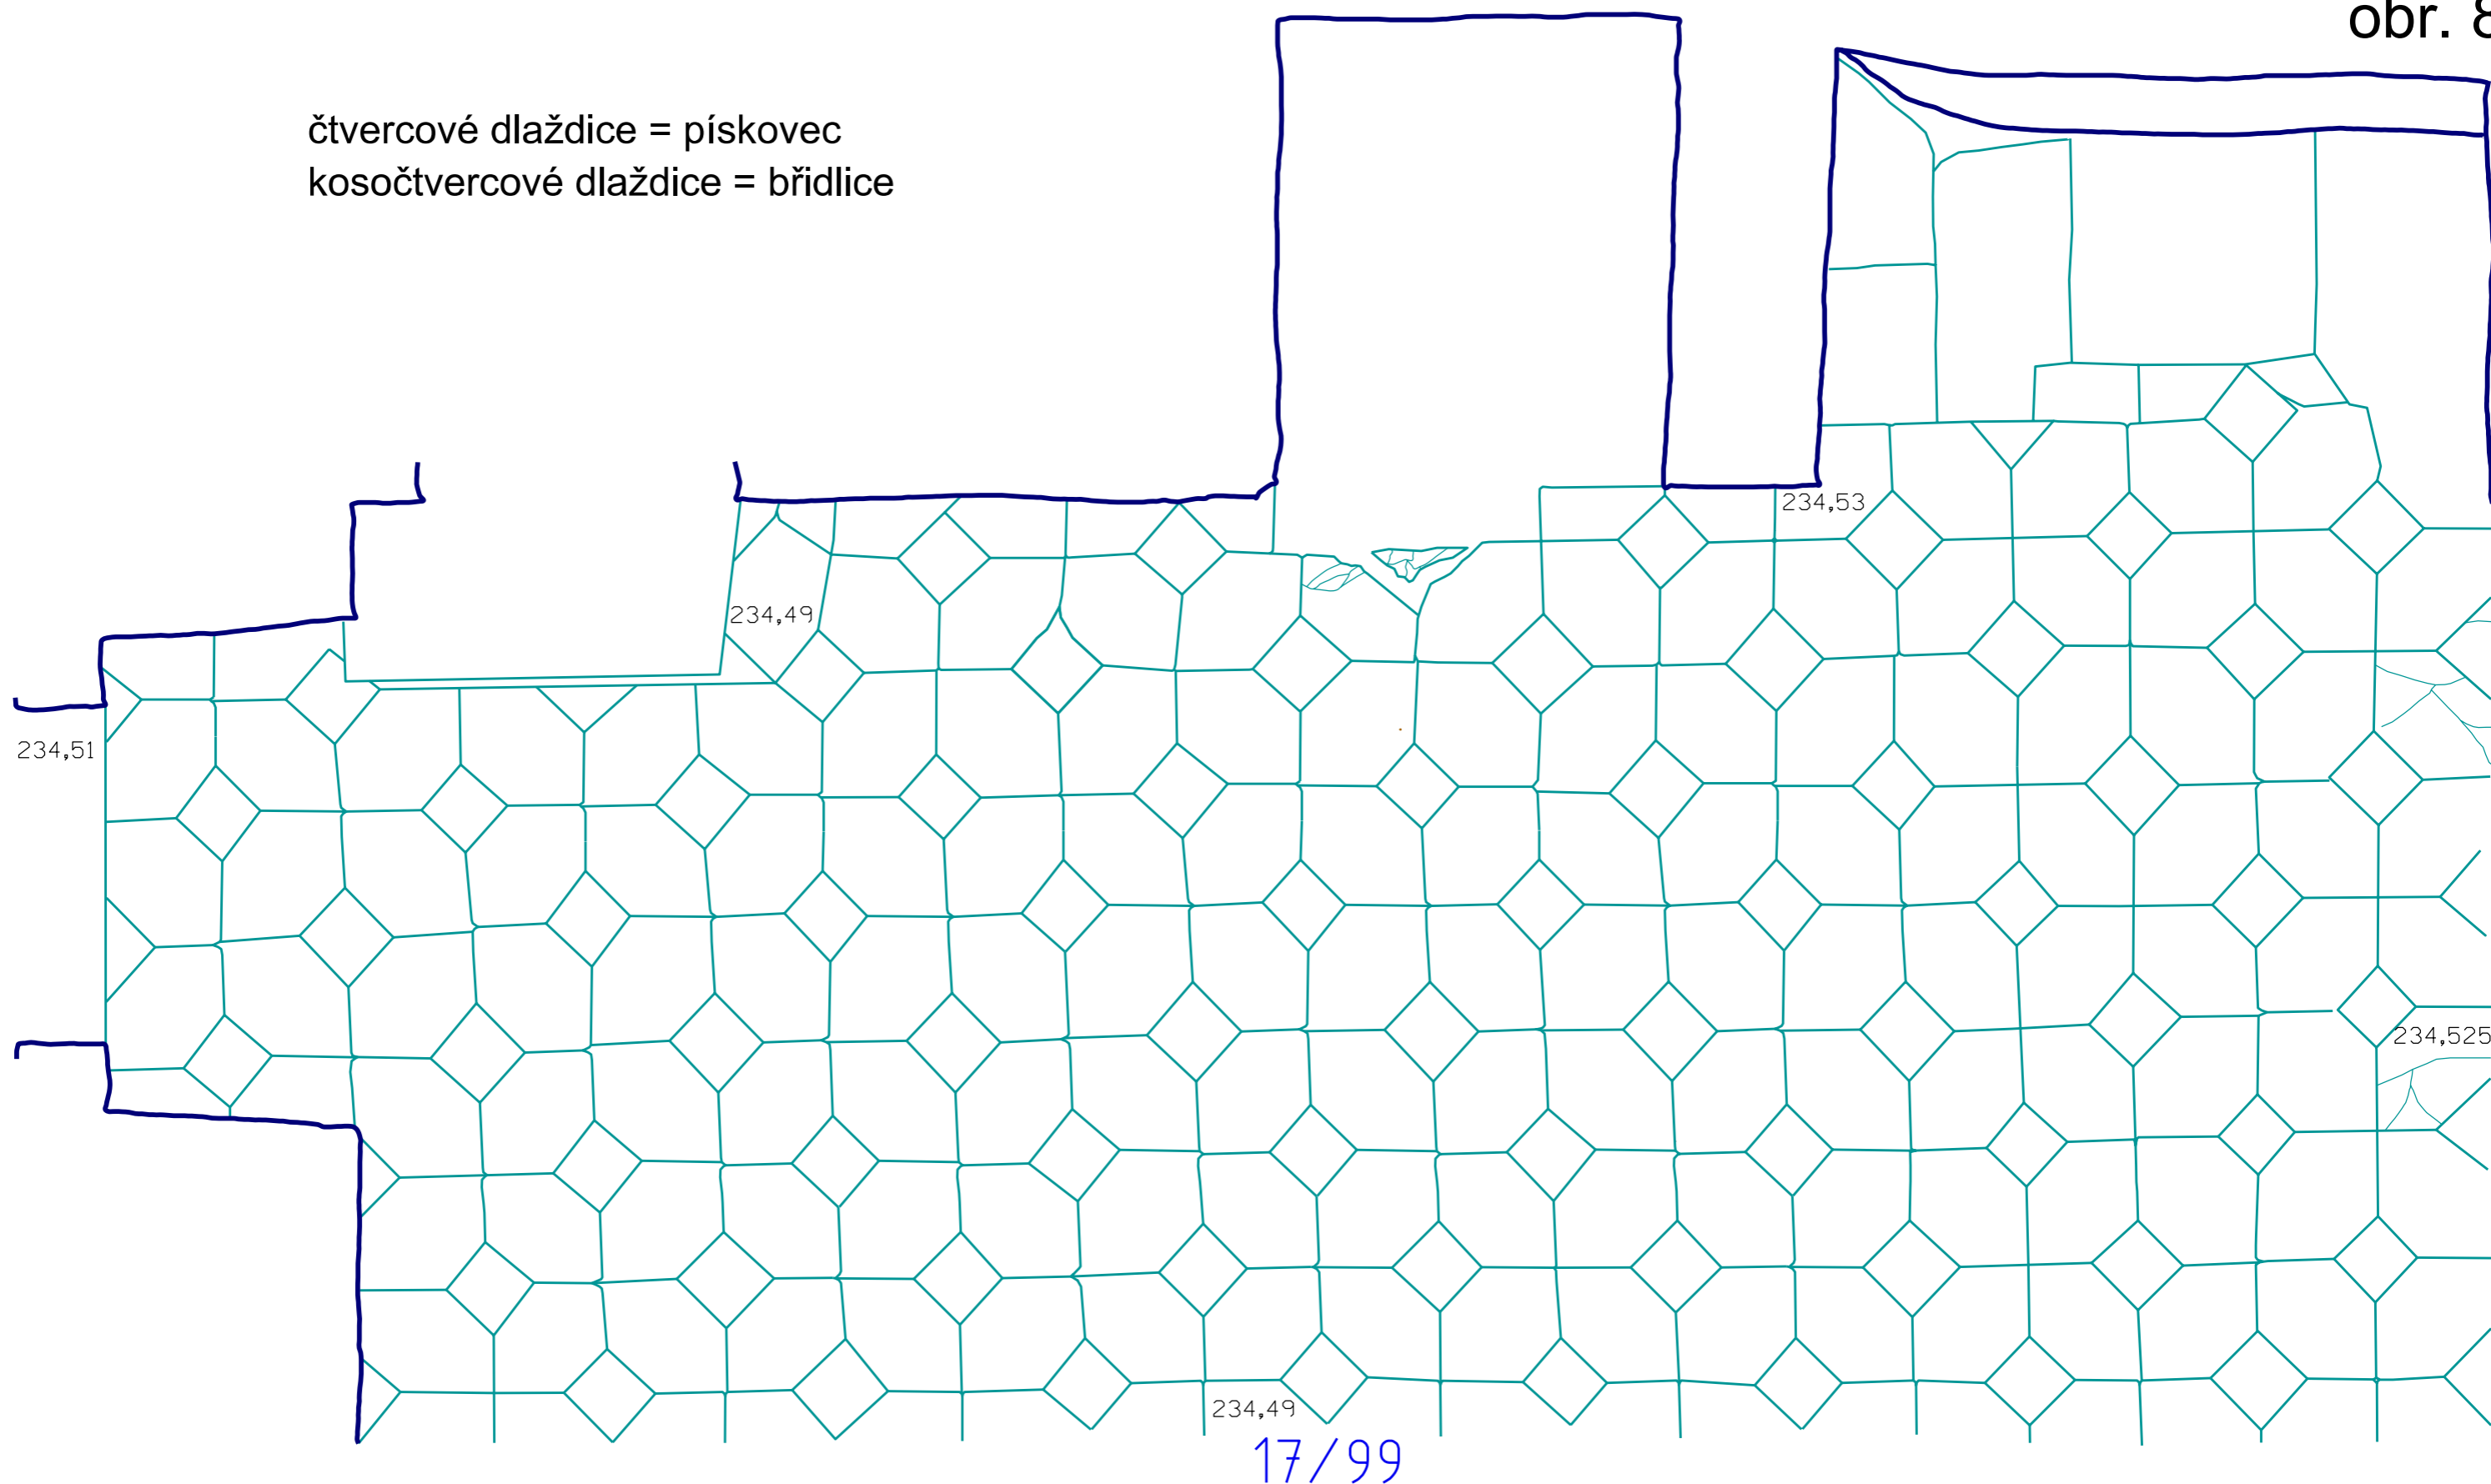 obr. 8
čtvercové dlaždice = pískovec
kosočtvercové dlaždice = břidlice
234,53
234,49
234,51
234,525
234,49
17/99